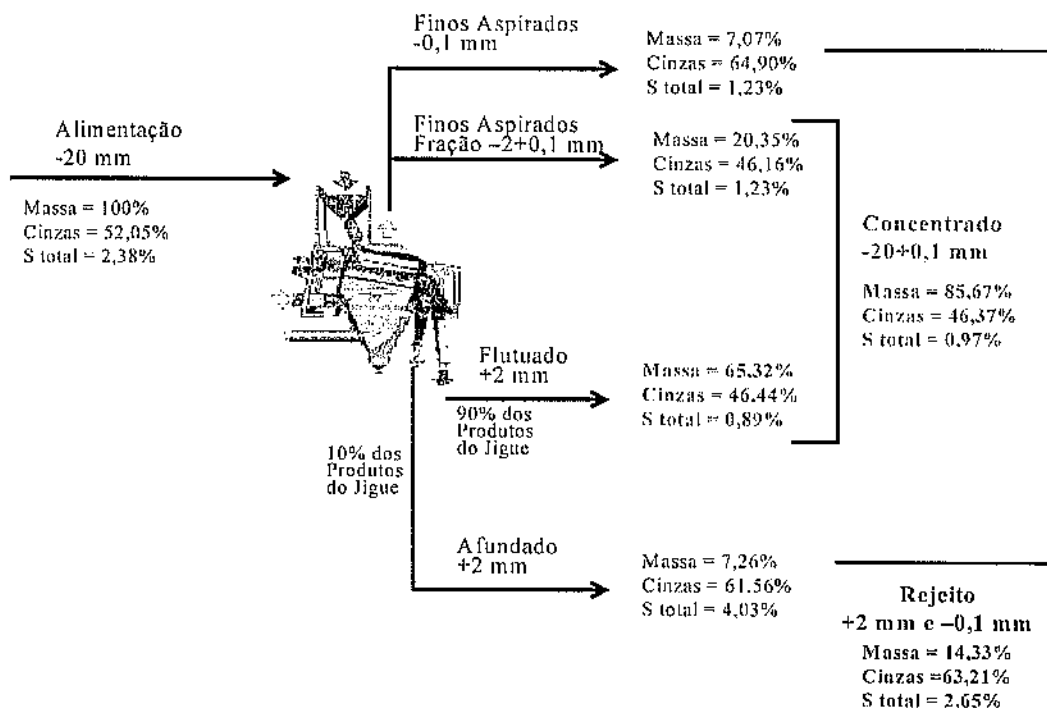 Finos Aspirados
-0,1 mm
Massa = 7,07%
Cinzas = 64,90%
S total = 1,23%
Alimentação
-20 mm
Massa = 100%
Cinzas = 52,05%
S total = 2,38%
Finos Aspirados
Fração –2+0,1 mm
Massa = 20,35%
Cinzas = 46,16%
S total = 1,23%
Concentrado
-20+0,1 mm
Massa = 85,67%
Cinzas = 46,37%
S total = 0,97%
Flutuado
+2 mm
90% dos
Produtos
do Jigue
Massa = 65.32%
Cinzas = 46.44%
S total = 0,89%
10% dos
Produtos
do Jigue
Afundado
+2 mm
Massa = 7,26%
Cinzas = 61.56%
S total = 4,03%
Rejeito
+2 mm e –0,1 mm
Massa = 14,33%
Cinzas =63,21%
S total = 2,65%